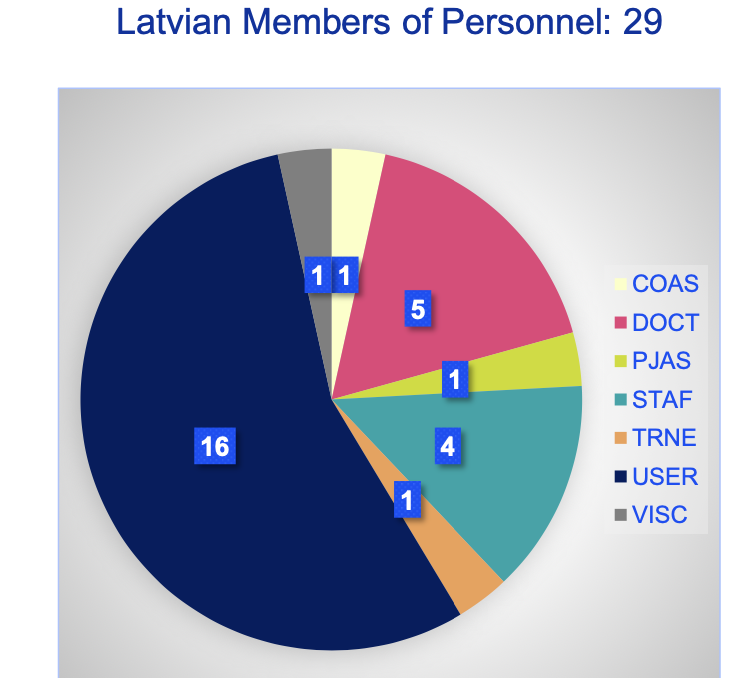 Latvian Members of Personnel: 29
1 1
5
1
16 4
1
COAS
DOCT
PJAS
STAF
TRNE
USER
VISC